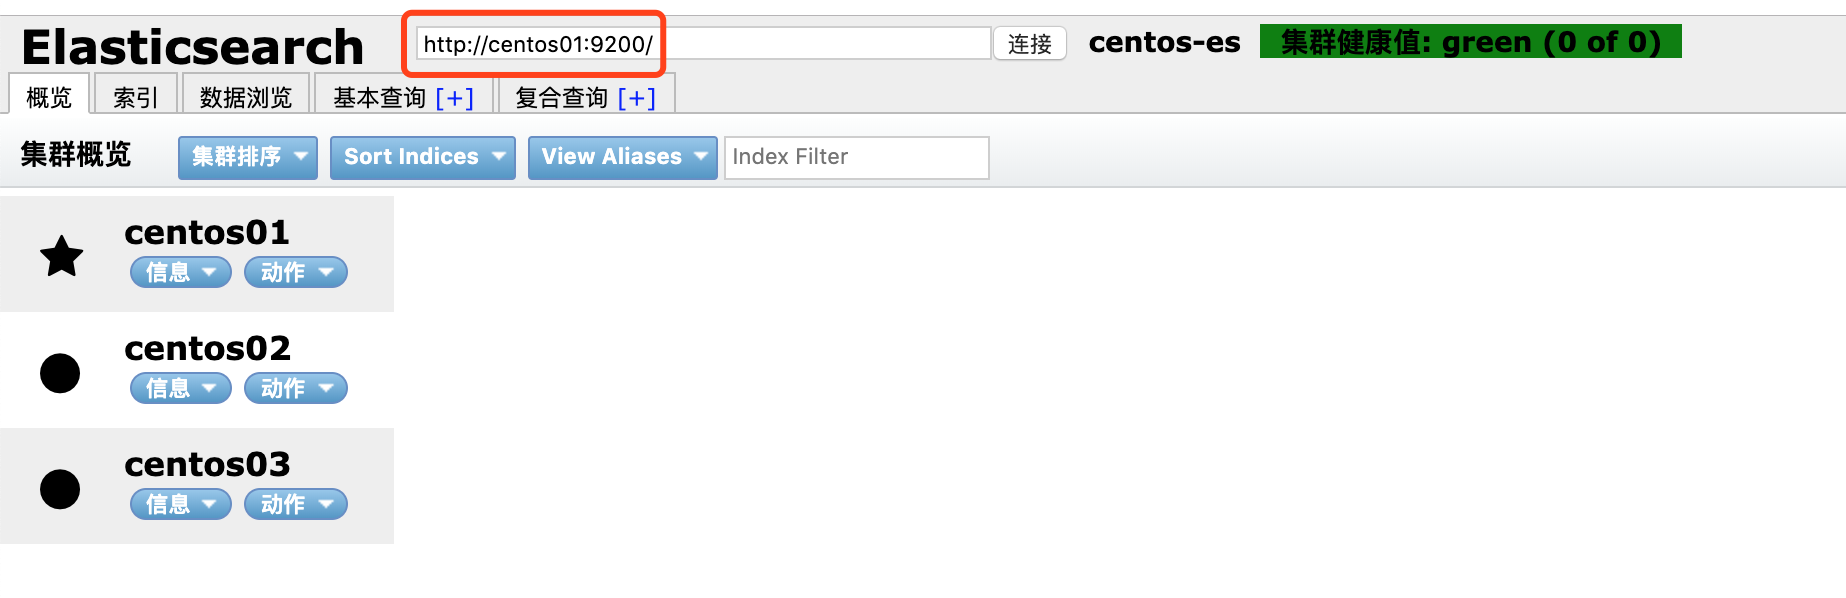 Elasticsearch http://centos01:9200/ 连接 centos-es 集群健康值: green (0 of 0)
概览 索引 数据浏览 基本查询 [+] 复合查询 [+]
集群概览 集群排序 Sort Indices View Aliases Index Filter
centos01
信息 动作
centos02
信息 动作
centos03
信息 动作